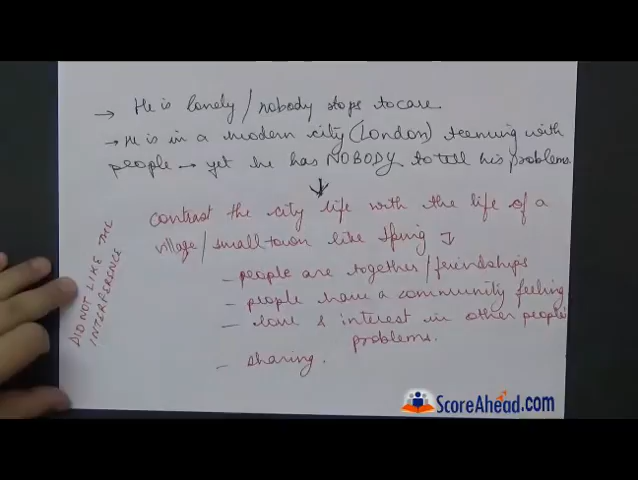 → He is lonely / nobody stops to care
→ He is in a modern city (London) teeming with
people → yet he has NOBODY to tell his problems.
contrast the city life with the life of a
village / small town like Iping
- people are together / friendships
- people have a community feeling
- love & interest in other people
problems.
- sharing.
DID NOT LIKE THE
INTERFERENCE
ScoreAhead.com